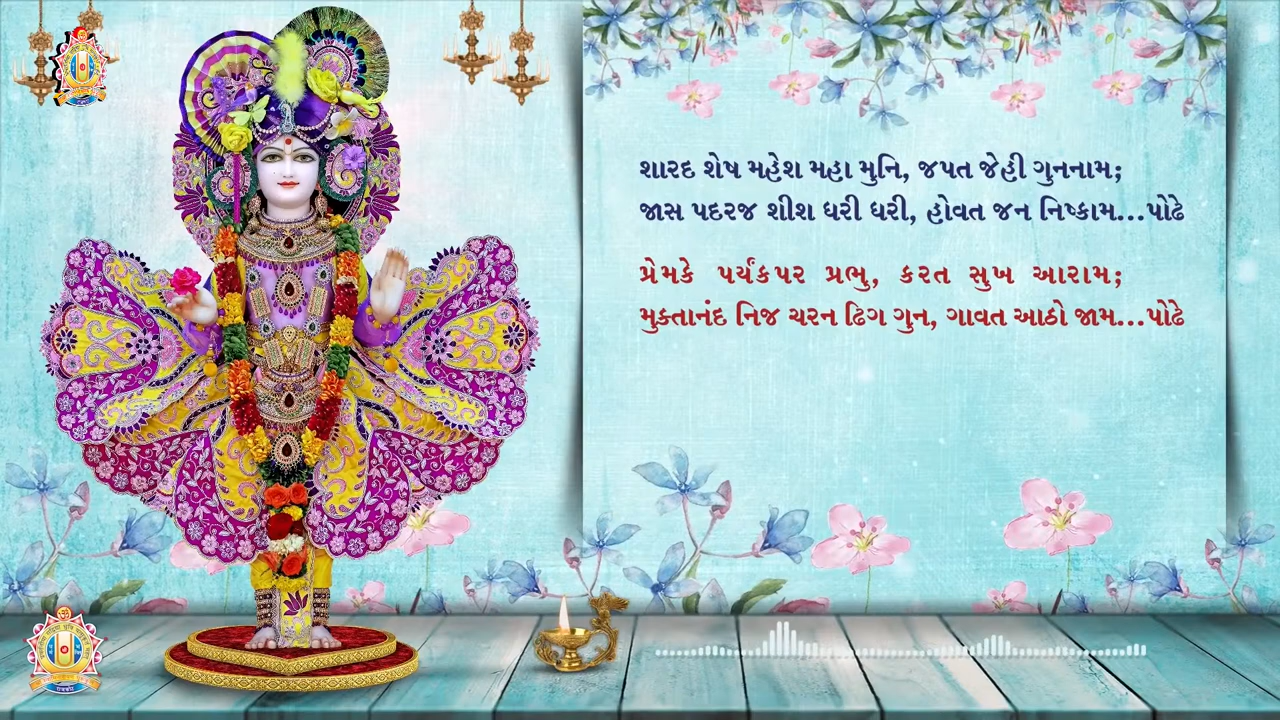 શારદ શેષ મહેશ મહા મુનિ, જપત જેહી ગુનનામ;
જાસ પદરજ શીશ ધરી ધરી, હોવત જન નિષ્કામ...પોઢે
પ્રેમકે પર્યંકપર પ્રભુ, કરત સુખ આરામ;
મુક્તાનંદ નિજ ચરન ઢિગ ગુન, ગાવત આઠો જામ...પોઢે